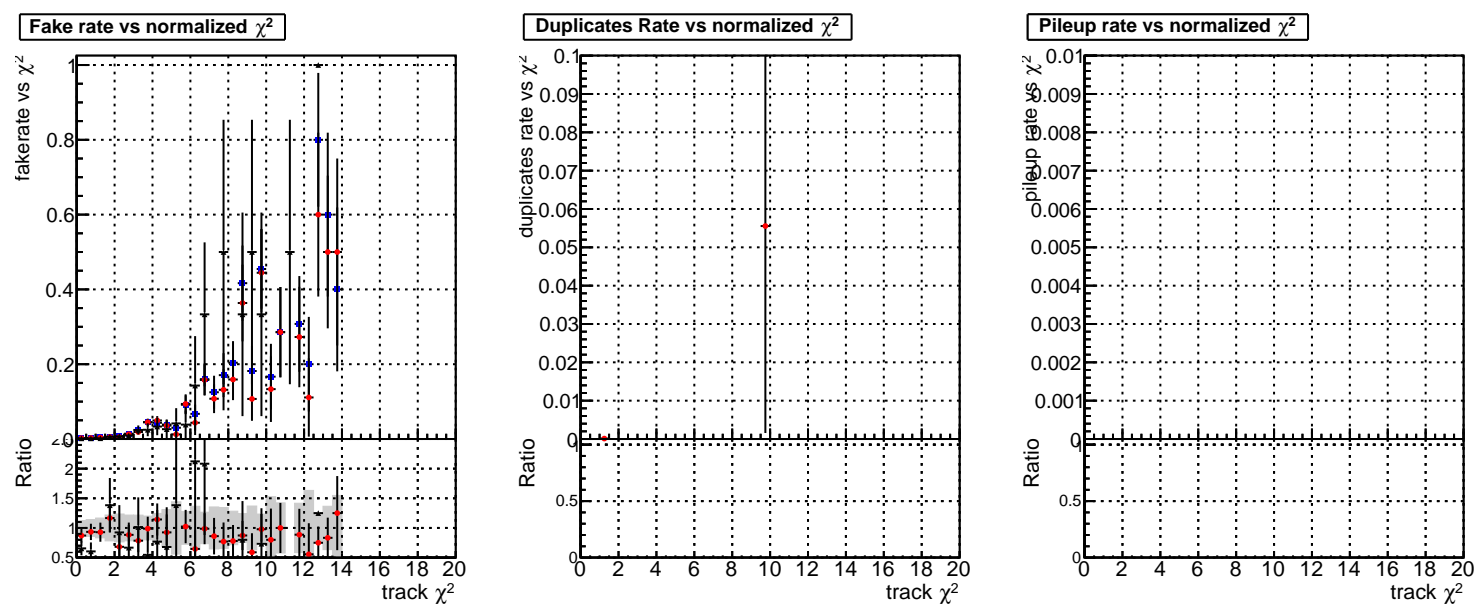 Fake rate vs normalized χ²
fakerate vs χ²
1
0.8
0.6
0.4
0.2
0
Ratio
2
1.5
1
0.5
0 2 4 6 8 10 12 14 16 18 20
track χ²
Duplicates Rate vs normalized χ²
duplicates rate vs χ²
0.1
0.09
0.08
0.07
0.06
0.05
0.04
0.03
0.02
0.01
0
Ratio
1
0.5
0
0 2 4 6 8 10 12 14 16 18 20
track χ²
Pileup rate vs normalized χ²
pileup rate vs χ²
0.01
0.009
0.008
0.007
0.006
0.005
0.004
0.003
0.002
0.001
0
Ratio
1
0.5
0
0 2 4 6 8 10 12 14 16 18 20
track χ²